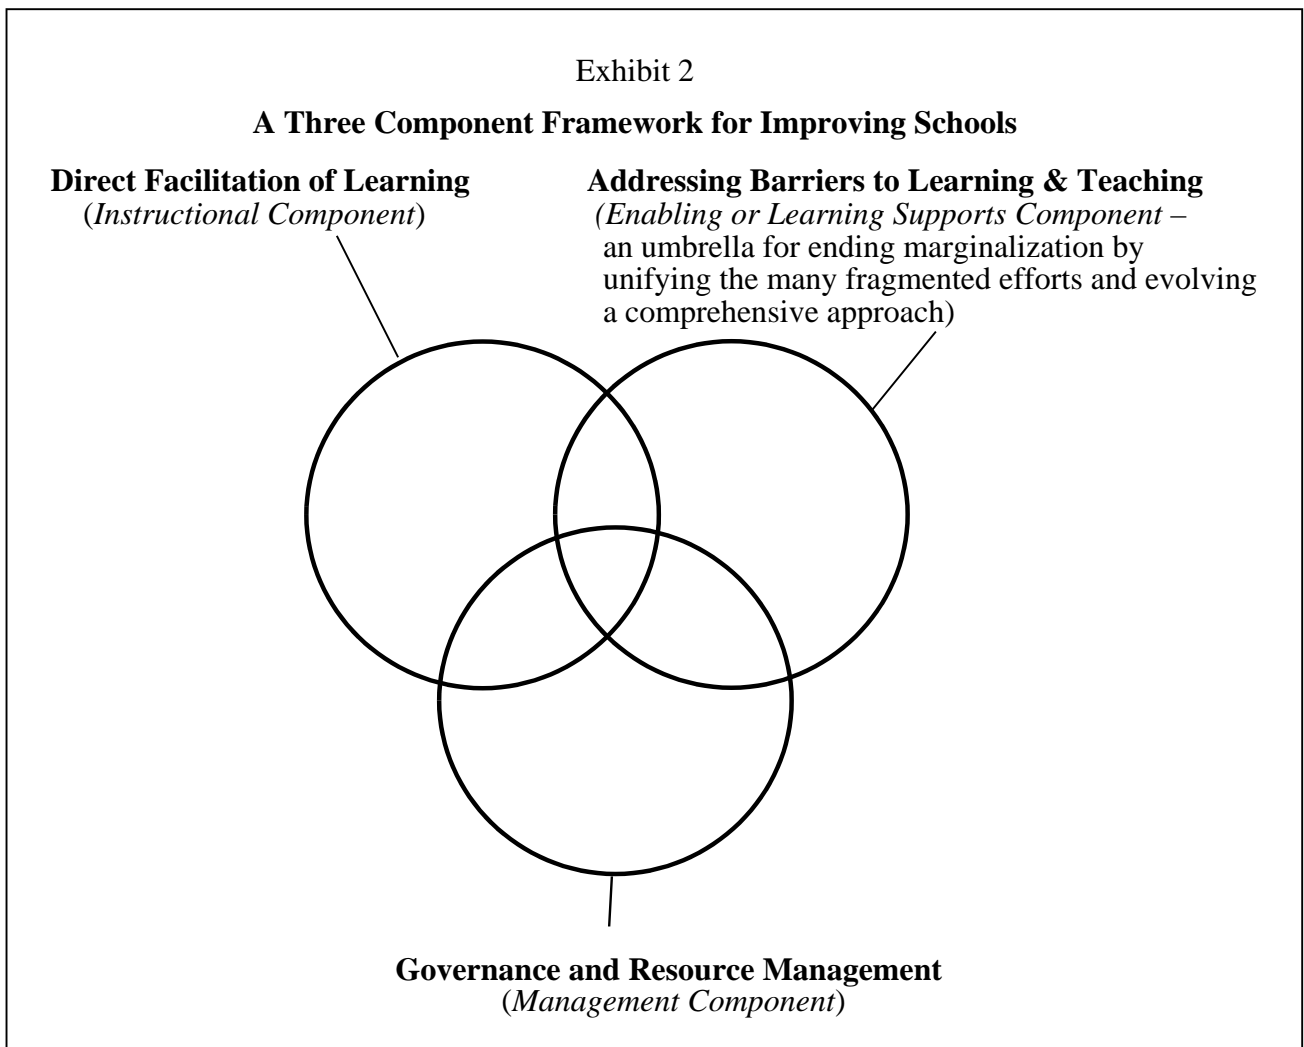 Exhibit 2
A Three Component Framework for Improving Schools
Direct Facilitation of Learning
(Instructional Component)
Addressing Barriers to Learning & Teaching
(Enabling or Learning Supports Component –
an umbrella for ending marginalization by
unifying the many fragmented efforts and evolving
a comprehensive approach)
Governance and Resource Management
(Management Component)